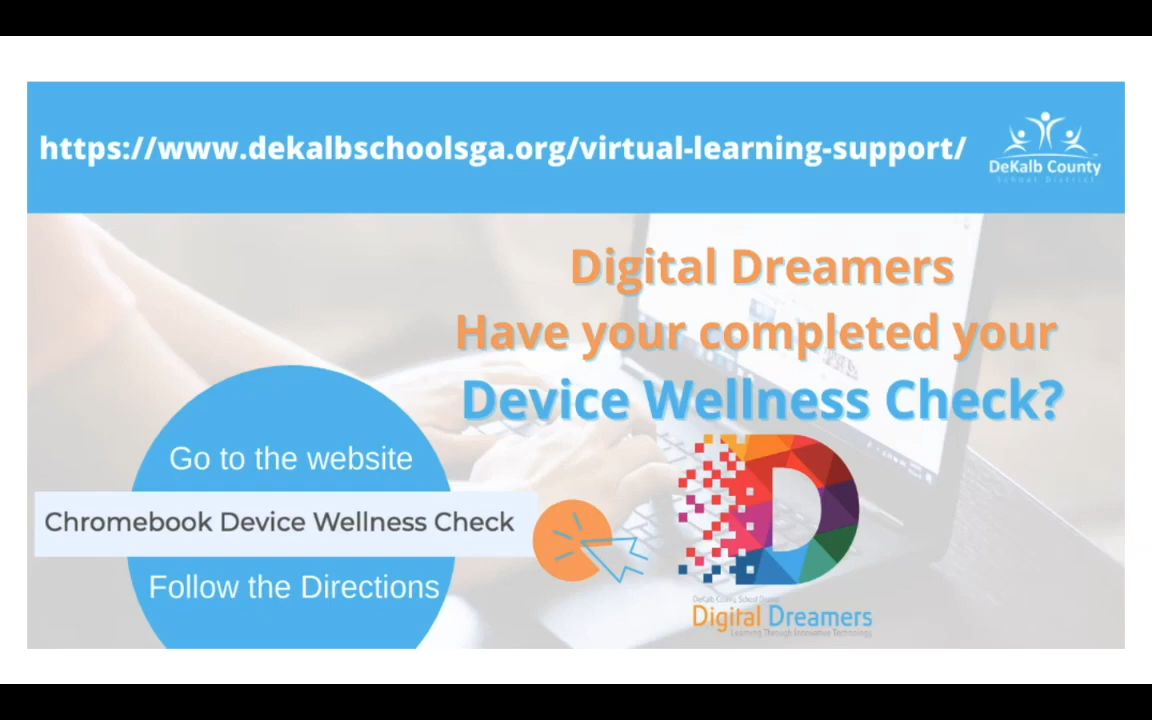 https://www.dekalbschoolsga.org/virtual-learning-support/
DeKalb County
School District
Digital Dreamers
Have your completed your
Device Wellness Check?
Go to the website
Chromebook Device Wellness Check
Follow the Directions
DeKalb County School District
Digital Dreamers
Learning Through Innovative Technology